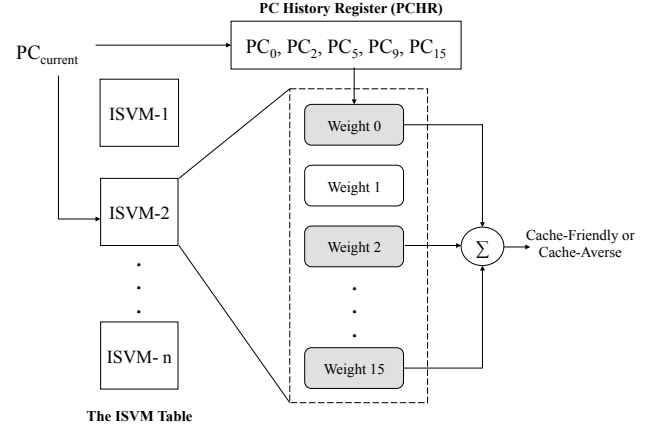 PC History Register (PCHR)
PC0, PC2, PC5, PC9, PC15
PCcurrent
ISVM-1
Weight 0
Weight 1
ISVM-2
Weight 2
∑
Cache-Friendly or
Cache-Averse
ISVM- n
Weight 15
The ISVM Table